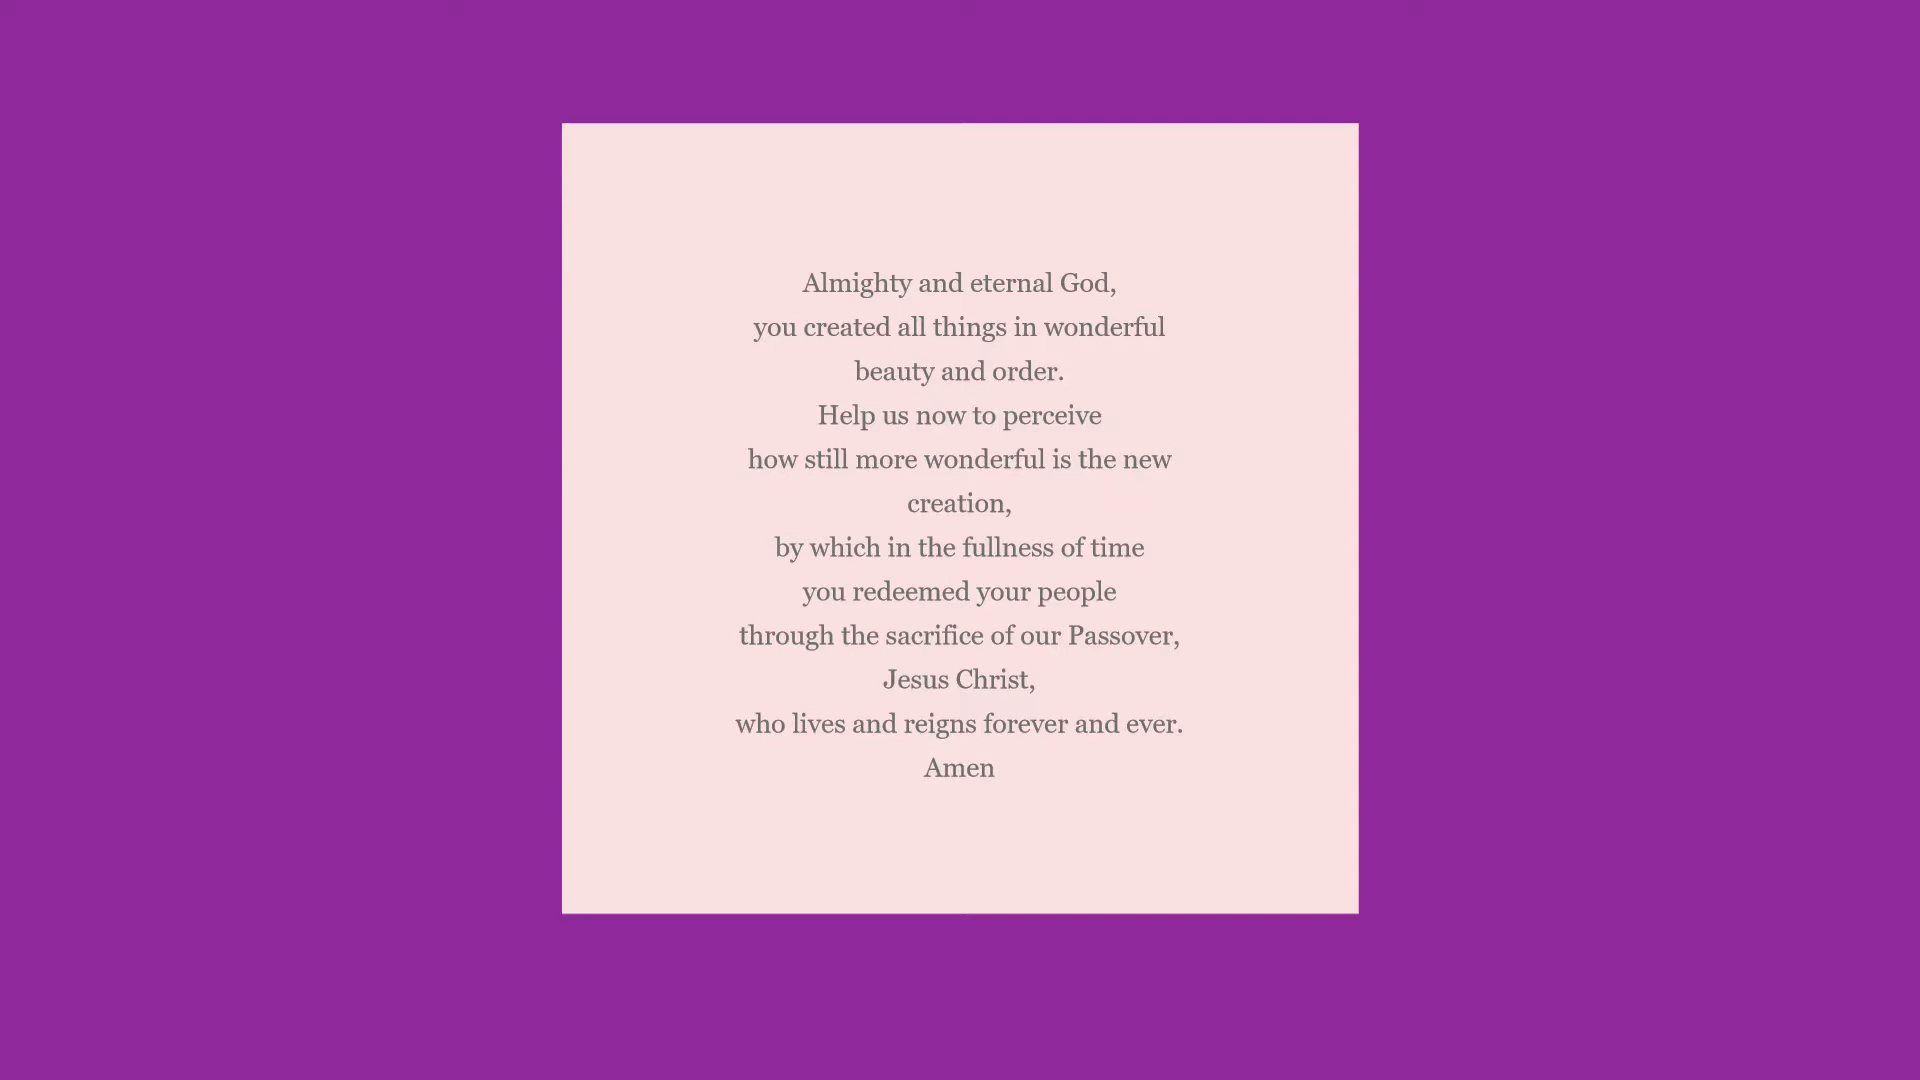 Almighty and eternal God,
you created all things in wonderful
beauty and order.
Help us now to perceive
how still more wonderful is the new
creation,
by which in the fullness of time
you redeemed your people
through the sacrifice of our Passover,
Jesus Christ,
who lives and reigns forever and ever.
Amen